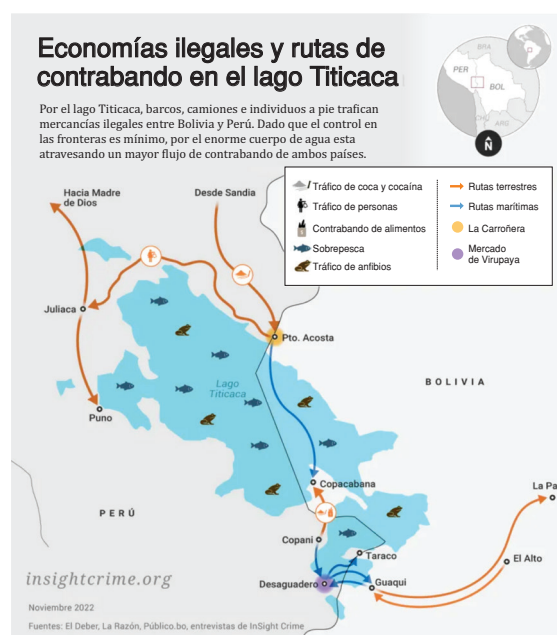 Economías ilegales y rutas de
contrabando en el lago Titicaca
Por el lago Titicaca, barcos, camiones e individuos a pie trafican
mercancías ilegales entre Bolivia y Perú. Dado que el control en
las fronteras es mínimo, por el enorme cuerpo de agua esta
atravesando un mayor flujo de contrabando de ambos países.
BRA
PER
BOL
CHI
ARG
N
Tráfico de coca y cocaína
Tráfico de personas
Contrabando de alimentos
Sobrepesca
Tráfico de anfibios
Rutas terrestres
Rutas marítimas
La Carroñera
Mercado
de Virupaya
Hacia Madre
de Dios
Desde Sandia
Juliaca
Pto. Acosta
Lago
Titicaca
BOLIVIA
Puno
Copacabana
La Pa
PERÚ
Copani
Taraco
El Alto
Desaguadero
Guaqui
insightcrime.org
Noviembre 2022
Fuentes: El Deber, La Razón, Público.bo, entrevistas de InSight Crime